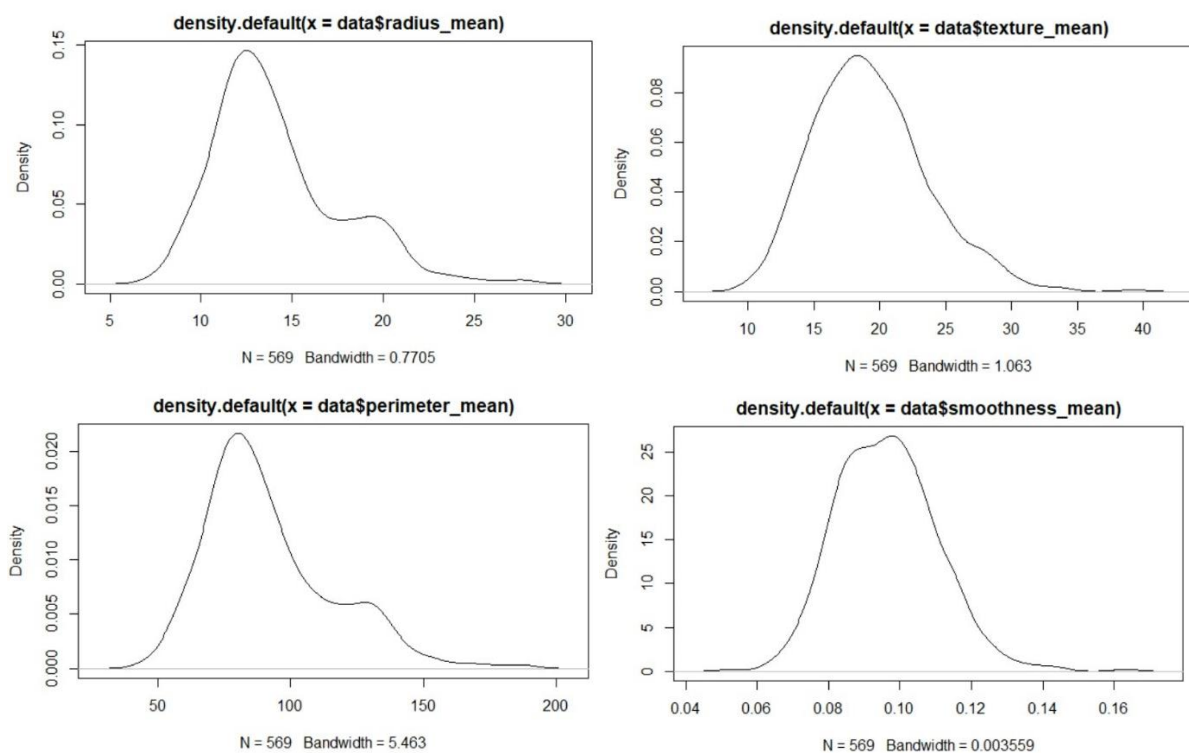 density.default(x = data$radius_mean)
Density
0.15
0.10
0.05
0.00
5 10 15 20 25 30
N = 569 Bandwidth = 0.7705
density.default(x = data$texture_mean)
Density
0.08
0.06
0.04
0.02
0.00
10 15 20 25 30 35 40
N = 569 Bandwidth = 1.063
density.default(x = data$perimeter_mean)
Density
0.020
0.015
0.010
0.005
0.000
50 100 150 200
N = 569 Bandwidth = 5.463
density.default(x = data$smoothness_mean)
Density
25
20
15
10
5
0
0.04 0.06 0.08 0.10 0.12 0.14 0.16
N = 569 Bandwidth = 0.003559